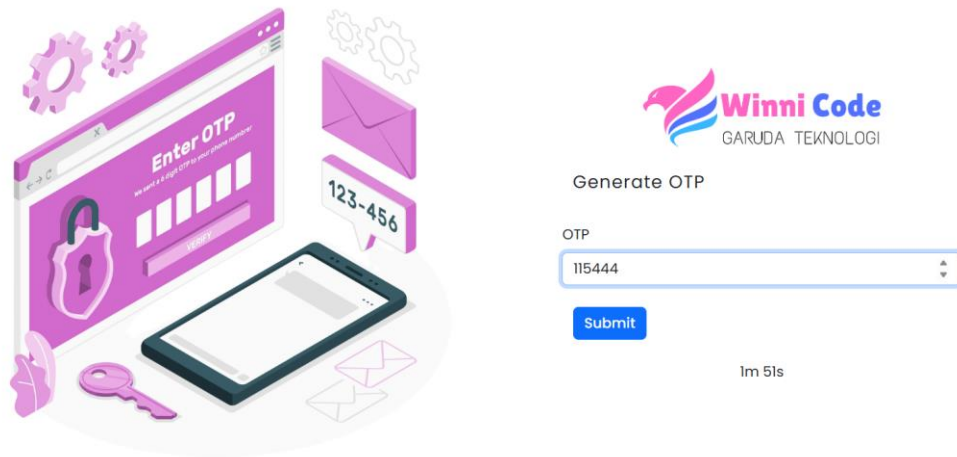 Enter OTP
We sent a 6-digit OTP to your phone number!
VERIFY
123-456
Winni Code
GARUDA TEKNOLOGI
Generate OTP
OTP
115444
Submit
1m 51s